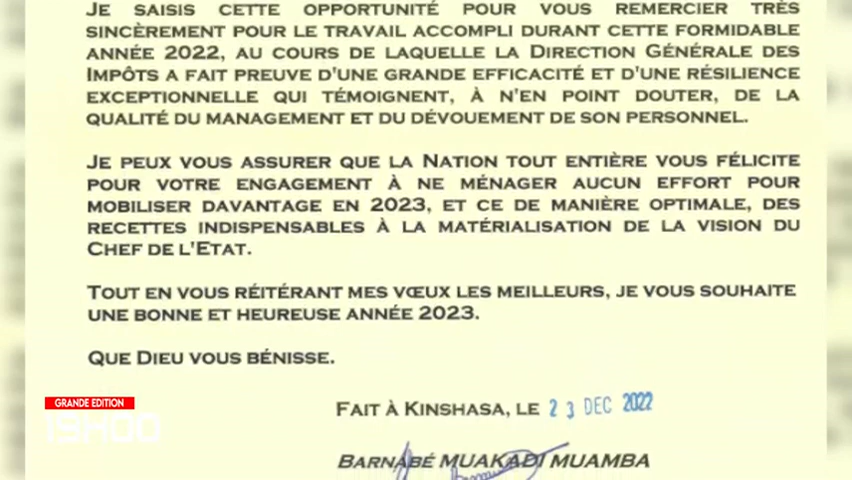 JE SAISIS CETTE OPPORTUNITÉ POUR VOUS REMERCIER TRÈS
SINCÈREMENT POUR LE TRAVAIL ACCOMPLI DURANT CETTE FORMIDABLE
ANNÉE 2022, AU COURS DE LAQUELLE LA DIRECTION GÉNÉRALE DES
IMPÔTS A FAIT PREUVE D'UNE GRANDE EFFICACITÉ ET D'UNE RÉSILIENCE
EXCEPTIONNELLE QUI TÉMOIGNENT, À N'EN POINT DOUTER, DE LA
QUALITÉ DU MANAGEMENT ET DU DÉVOUEMENT DE SON PERSONNEL.
JE PEUX VOUS ASSURER QUE LA NATION TOUT ENTIÈRE VOUS FÉLICITE
POUR VOTRE ENGAGEMENT À NE MÉNAGER AUCUN EFFORT POUR
MOBILISER DAVANTAGE EN 2023, ET CE DE MANIÈRE OPTIMALE, DES
RECETTES INDISPENSABLES À LA MATÉRIALISATION DE LA VISION DU
CHEF DE L'ETAT.
TOUT EN VOUS RÉITÉRANT MES VŒUX LES MEILLEURS, JE VOUS SOUHAITE
UNE BONNE ET HEUREUSE ANNÉE 2023.
QUE DIEU VOUS BÉNISSE.
FAIT À KINSHASA, LE 23 DEC 2022
BARNABÉ MUAKADI MUAMBA
GRANDE EDITION
19H00